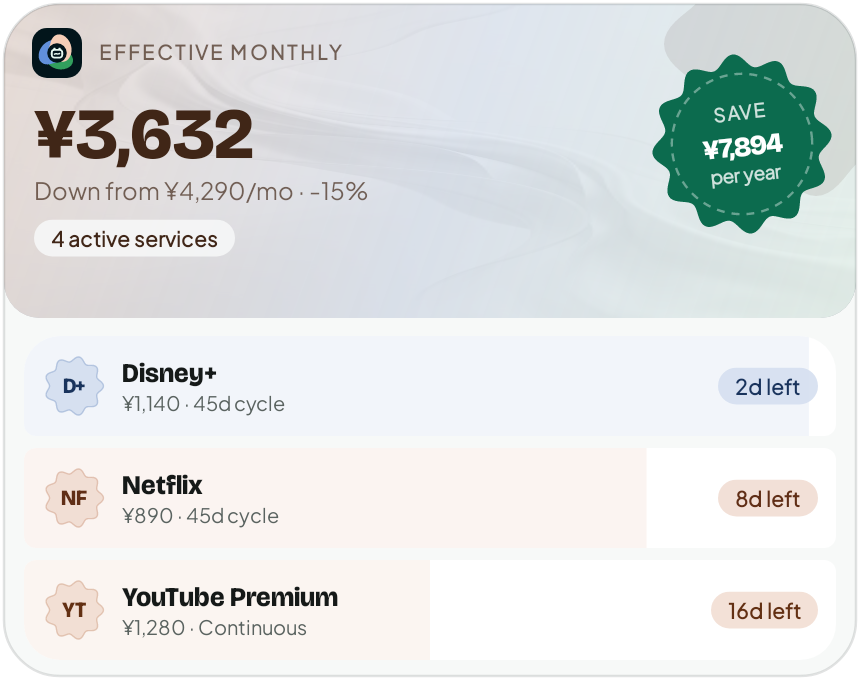 EFFECTIVE MONTHLY
¥3,632
Down from ¥4,290/mo · -15%
4 active services
SAVE
¥7,894
per year
D+
Disney+
¥1,140 · 45d cycle
2d left
NF
Netflix
¥890 · 45d cycle
8d left
YT
YouTube Premium
¥1,280 · Continuous
16d left